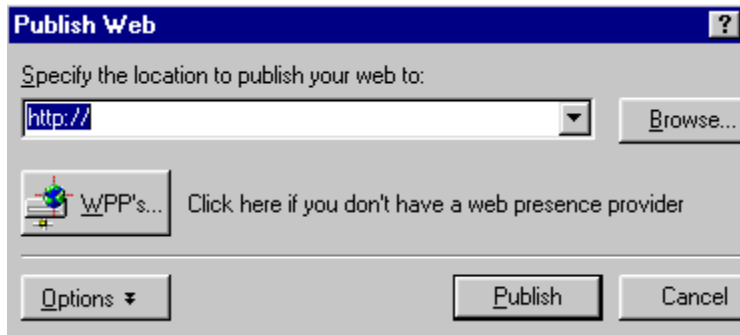 Publish Web ?
Specify the location to publish your web to:
http://
Browse...
WPP's... Click here if you don't have a web presence provider
Options Publish Cancel